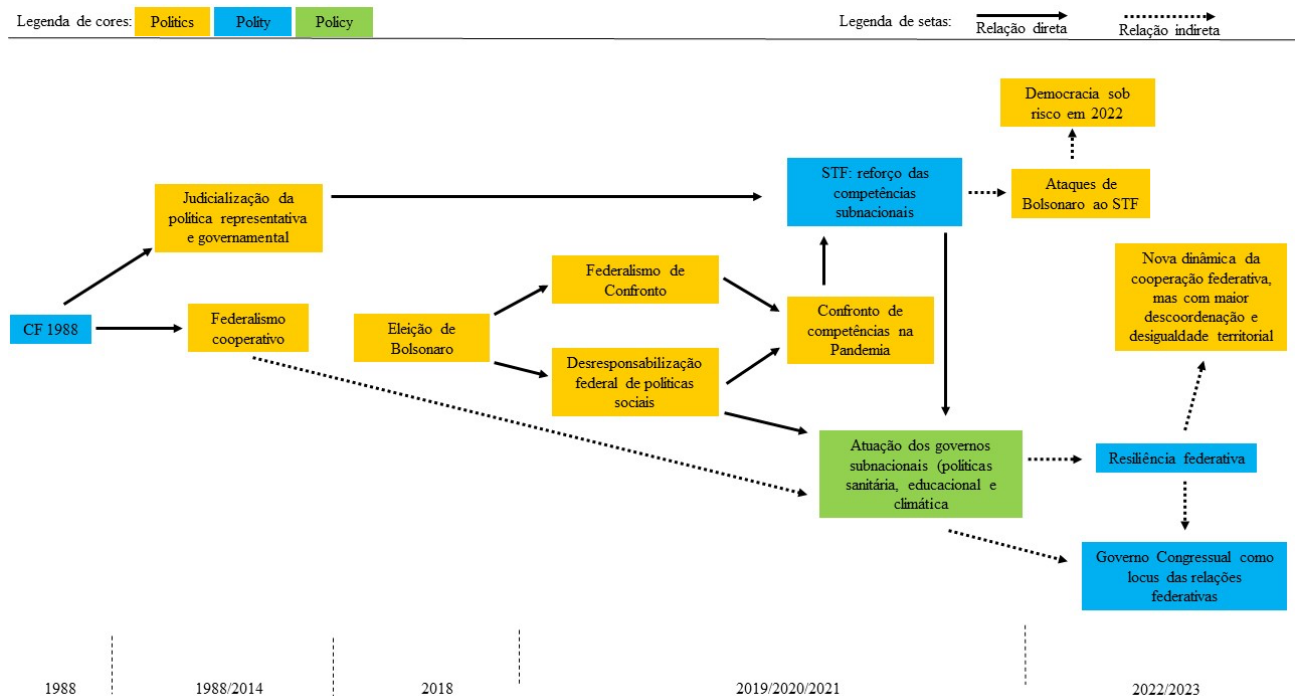 Legenda de cores: Politics Polity Policy
Legenda de setas: Relação direta Relação indireta
Democracia sob
risco em 2022
STF: reforço das
competências
subnacionais
Ataques de
Bolsonaro ao STF
Judicialização da
política representativa
e governamental
Nova dinâmica da
cooperação federativa,
mas com maior
descoordenação e
desigualdade territorial
Federalismo de
Confronto
CF 1988
Federalismo
cooperativo
Eleição de
Bolsonaro
Confronto de
competências na
Pandemia
Desresponsabilização
federal de políticas
sociais
Atuação dos governos
subnacionais (políticas
sanitária, educacional e
climática
Resiliência federativa
Governo Congressual como
locus das relações
federativas
1988 1988/2014 2018 2019/2020/2021 2022/2023